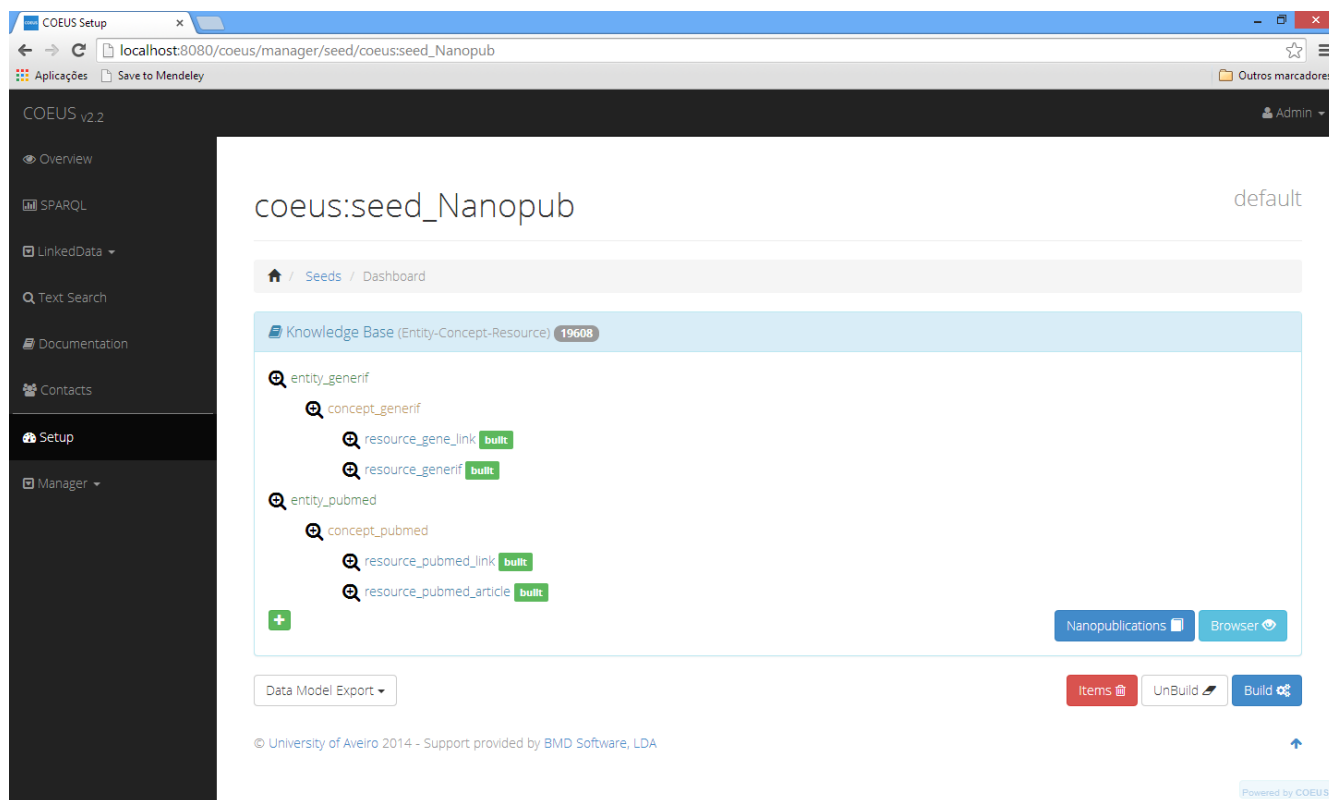 COEUS Setup ×
localhost:8080/coeus/manager/seed/coeus:seed_Nanopub
Aplicações Save to Mendeley Outros marcadores
COEUS v2.2 Admin
Overview
SPARQL
LinkedData
Text Search
Documentation
Contacts
Setup
Manager
coeus:seed_Nanopub default
/ Seeds / Dashboard
Knowledge Base (Entity-Concept-Resource) 19608
entity_generif
concept_generif
resource_gene_link built
resource_generif built
entity_pubmed
concept_pubmed
resource_pubmed_link built
resource_pubmed_article built
Nanopublications Browser
Data Model Export Items UnBuild Build
© University of Aveiro 2014 - Support provided by BMD Software, LDA
Powered by COEUS